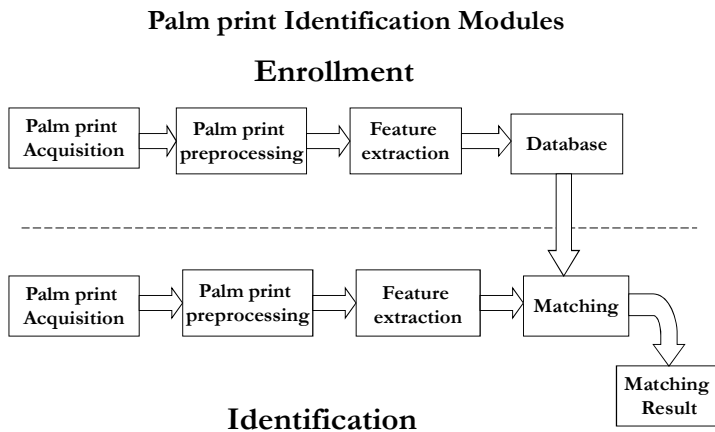 Palm print Identification Modules
Enrollment
Palm print
Acquisition
Palm print
preprocessing
Feature
extraction
Database
Palm print
Acquisition
Palm print
preprocessing
Feature
extraction
Matching
Matching
Result
Identification